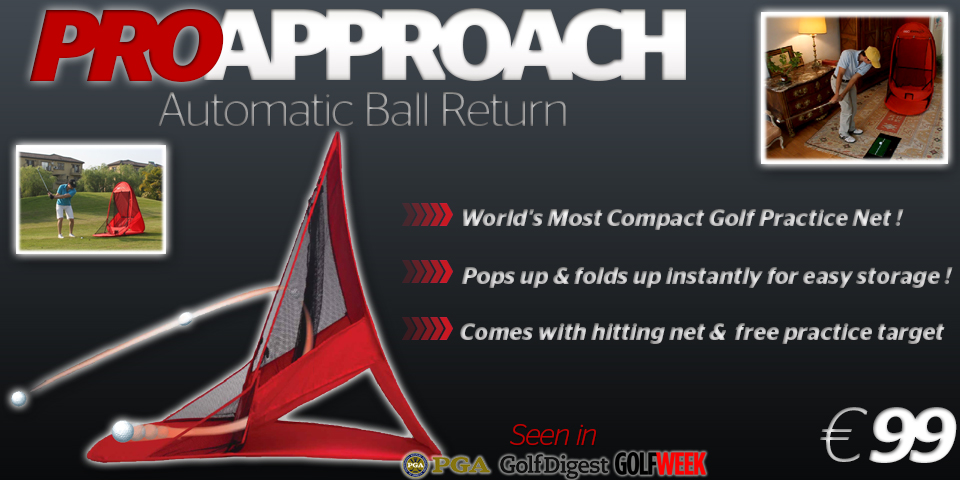 PROAPPROACH
Automatic Ball Return
World's Most Compact Golf Practice Net !
Pops up & folds up instantly for easy storage !
Comes with hitting net & free practice target
Seen in
PGA PGA GolfDigest GOLFWEEK
€99